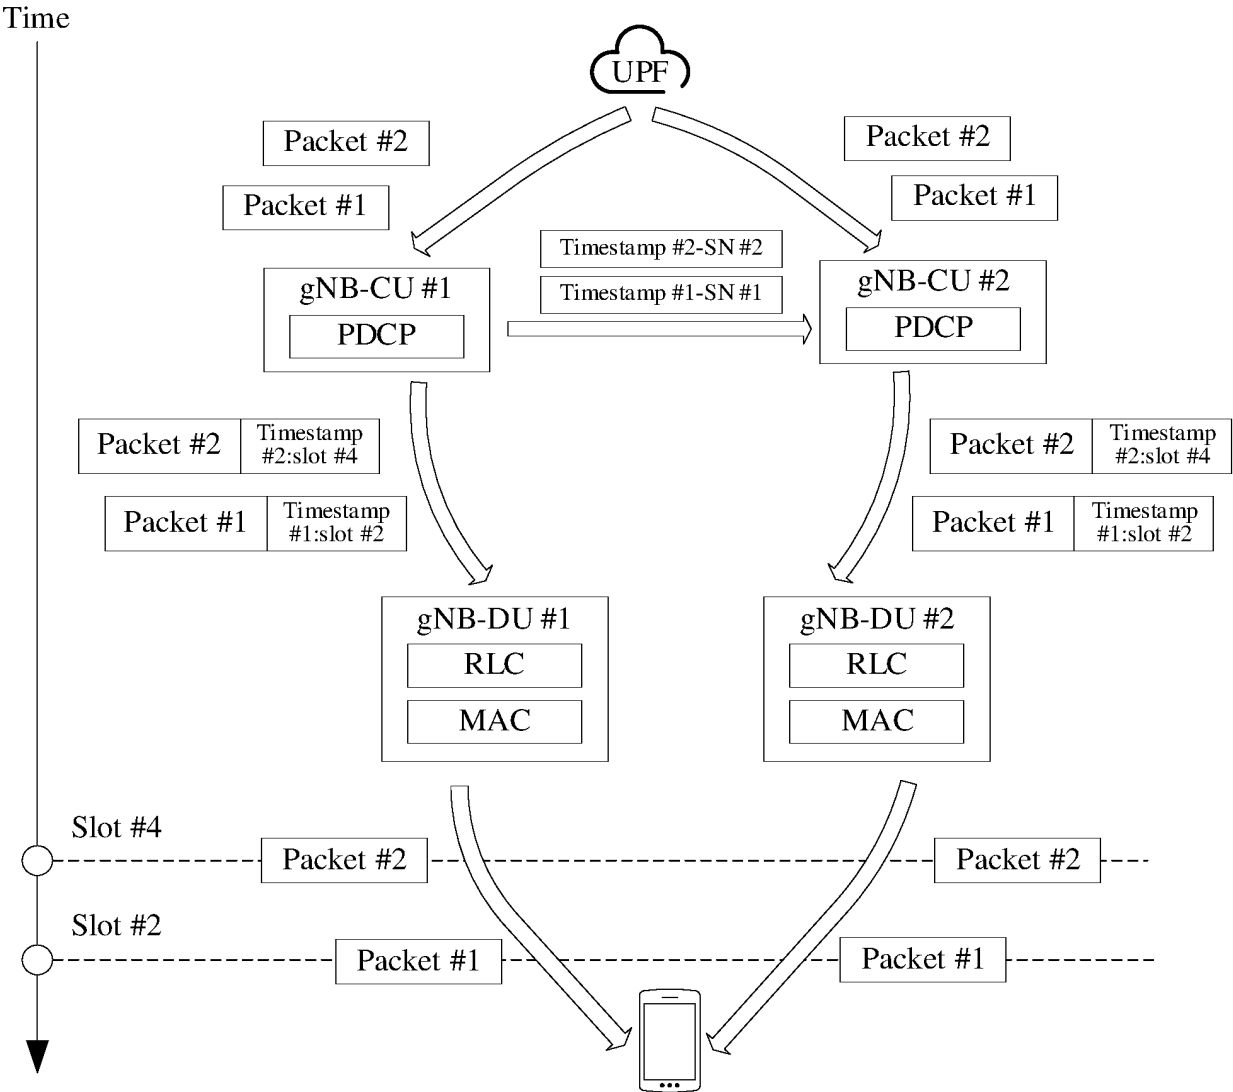 Time
UPF
Packet #2
Packet #2
Packet #1
Packet #1
Timestamp #2-SN #2
Timestamp #1-SN #1
gNB-CU #1
PDCP
gNB-CU #2
PDCP
Packet #2
Timestamp
#2:slot #4
Packet #2
Timestamp
#2:slot #4
Packet #1
Timestamp
#1:slot #2
Packet #1
Timestamp
#1:slot #2
gNB-DU #1
RLC
MAC
gNB-DU #2
RLC
MAC
Slot #4
Packet #2
Packet #2
Slot #2
Packet #1
Packet #1